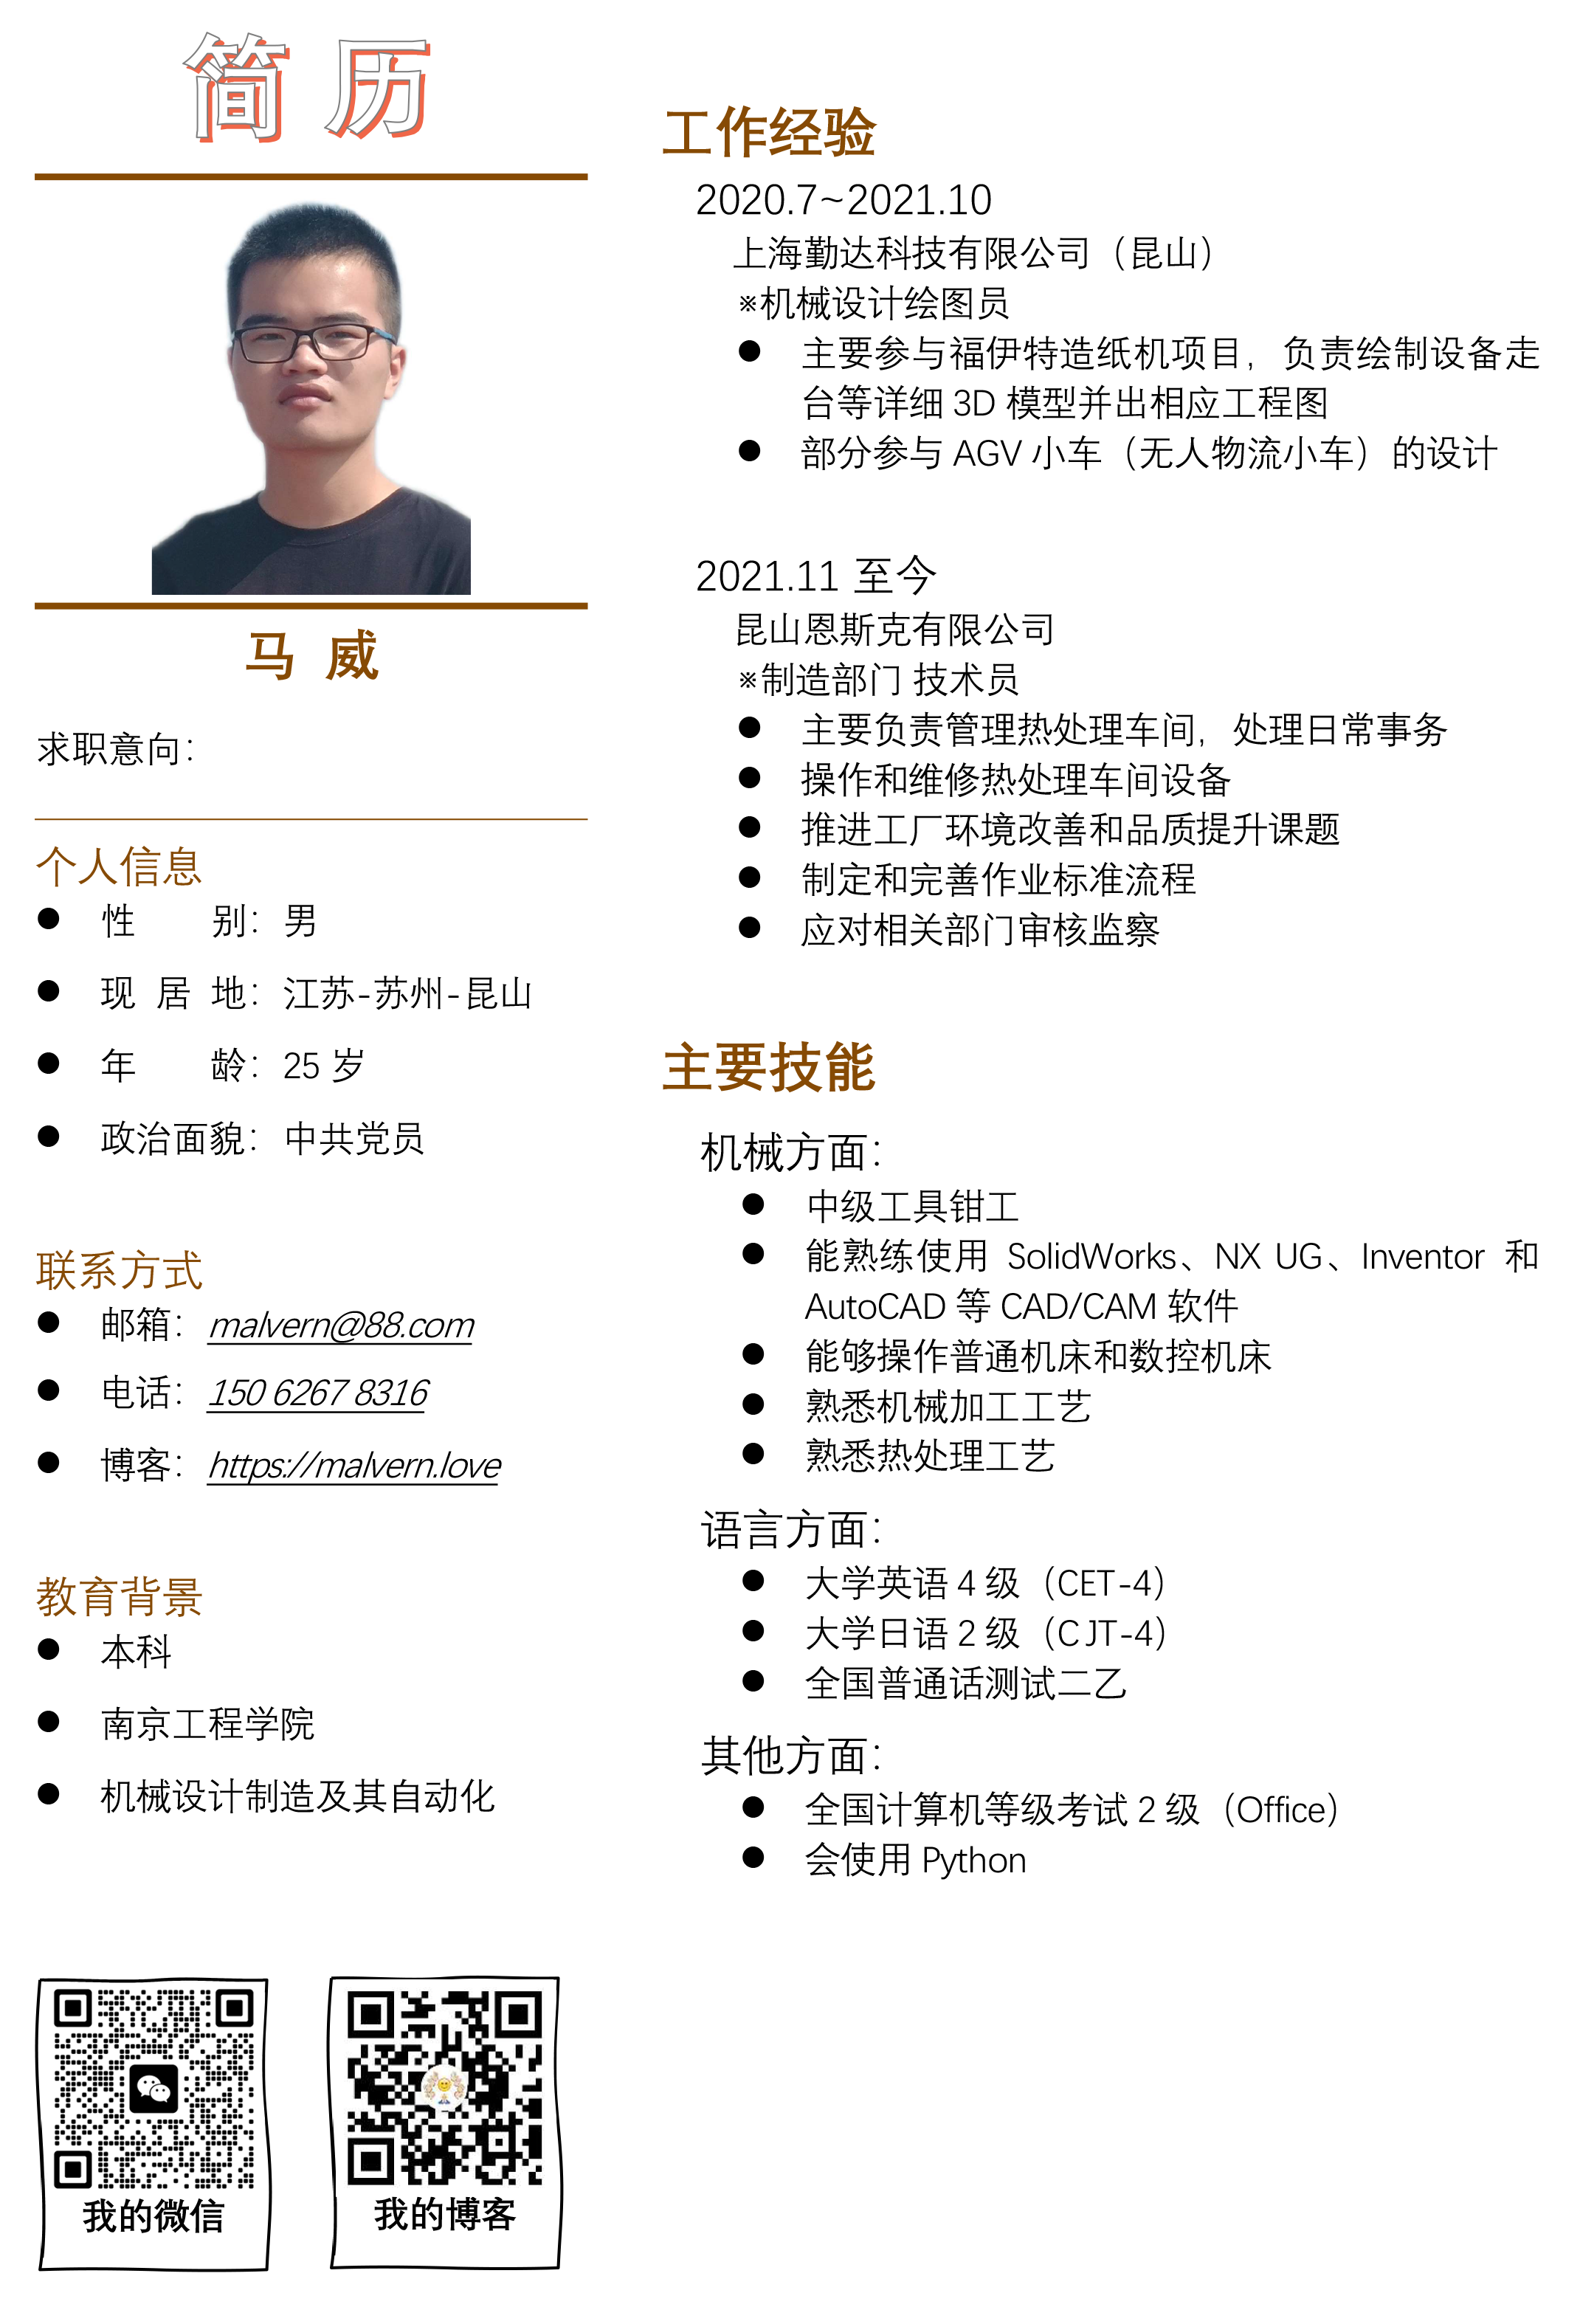 简 历
马 威
求职意向：
个人信息
● 性 别：男
● 现 居 地：江苏-苏州-昆山
● 年 龄：25 岁
● 政治面貌：中共党员
联系方式
● 邮箱：malvern@88.com
● 电话：150 6267 8316
● 博客：https://malvern.love
教育背景
● 本科
● 南京工程学院
● 机械设计制造及其自动化
我的微信
我的博客
工作经验
2020.7~2021.10
上海勤达科技有限公司（昆山）
※机械设计绘图员
● 主要参与福伊特造纸机项目，负责绘制设备走
台等详细 3D 模型并出相应工程图
● 部分参与 AGV 小车（无人物流小车）的设计
2021.11 至今
昆山恩斯克有限公司
※制造部门 技术员
● 主要负责管理热处理车间，处理日常事务
● 操作和维修热处理车间设备
● 推进工厂环境改善和品质提升课题
● 制定和完善作业标准流程
● 应对相关部门审核监察
主要技能
机械方面：
● 中级工具钳工
● 能熟练使用 SolidWorks、NX UG、Inventor 和
AutoCAD 等 CAD/CAM 软件
● 能够操作普通机床和数控机床
● 熟悉机械加工工艺
● 熟悉热处理工艺
语言方面：
● 大学英语 4 级（CET-4）
● 大学日语 2 级（CJT-4）
● 全国普通话测试二乙
其他方面：
● 全国计算机等级考试 2 级（Office）
● 会使用 Python